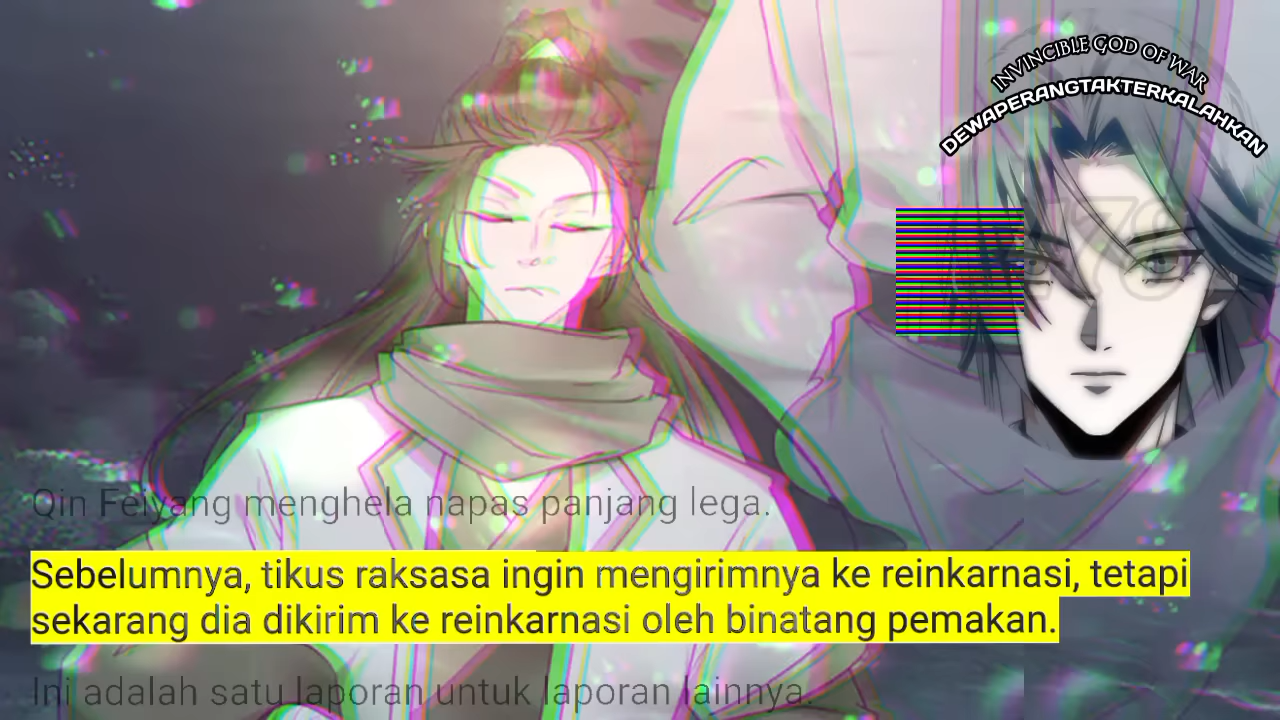 INVINCIBLE GOD OF WAR
DEWAPERANGTAKTERKALAHKAN
Qin Feiyang menghela napas panjang lega.
Sebelumnya, tikus raksasa ingin mengirimnya ke reinkarnasi, tetapi
sekarang dia dikirim ke reinkarnasi oleh binatang pemakan.
Ini adalah satu laporan untuk laporan lainnya.